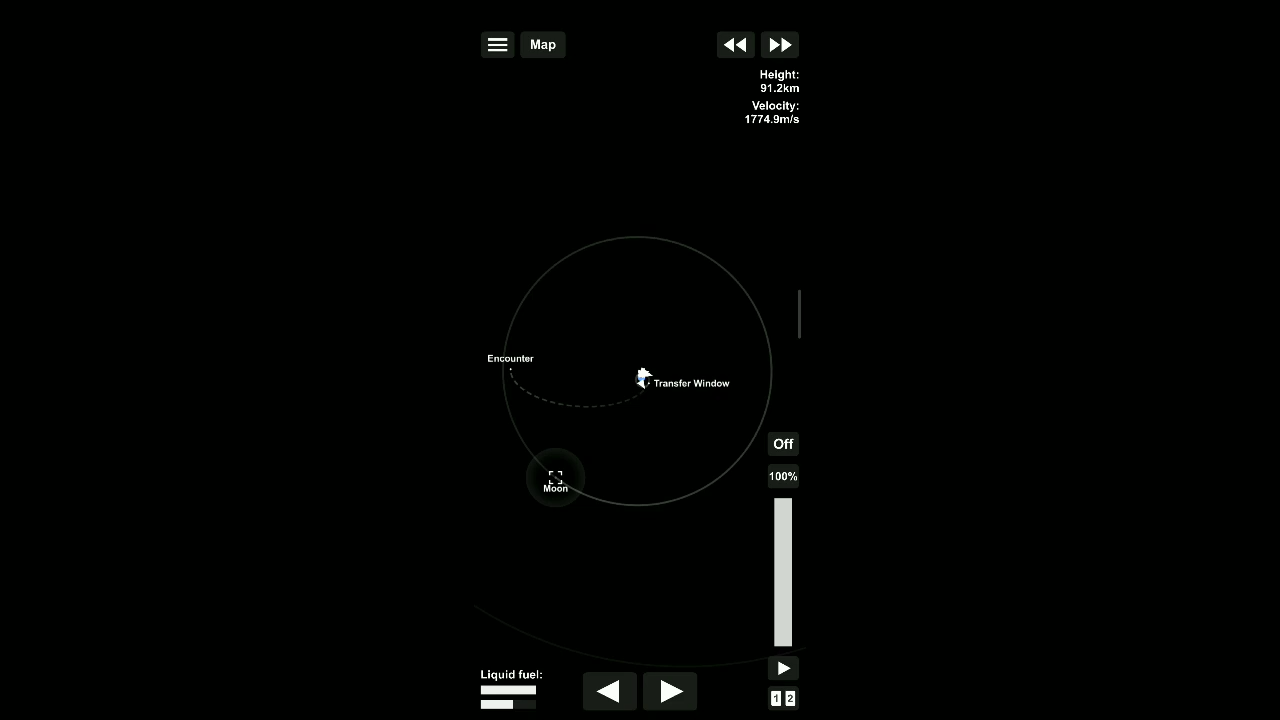 Map
Height:
91.2km
Velocity:
1774.9m/s
Encounter
Transfer Window
Moon
Off
100%
Liquid fuel:
1 2